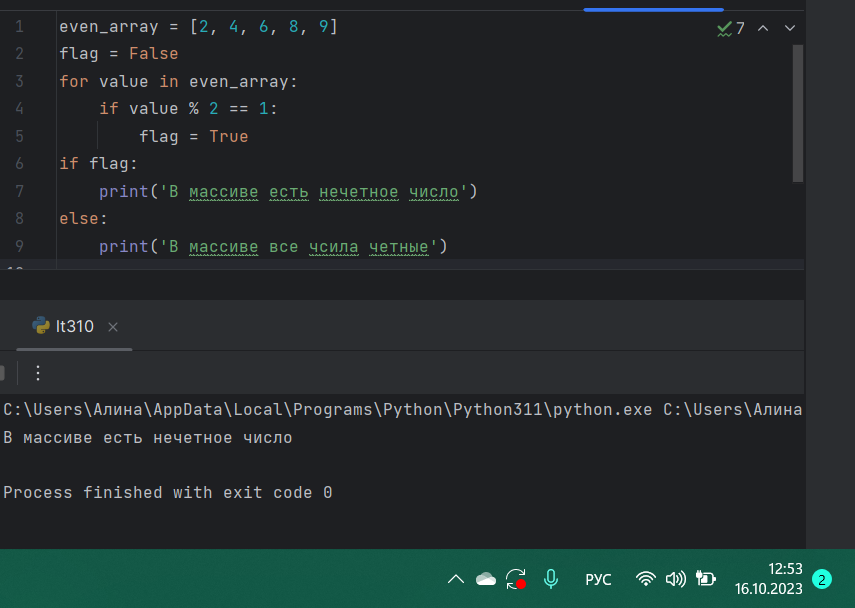 7
1 even_array = [2, 4, 6, 8, 9]
2 flag = False
3 for value in even_array:
4 if value % 2 == 1:
5 flag = True
6 if flag:
7 print('В массиве есть нечетное число')
8 else:
9 print('В массиве все чсила четные')
lt310
C:\Users\Алина\AppData\Local\Programs\Python\Python311\python.exe C:\Users\Алина
В массиве есть нечетное число
Process finished with exit code 0
РУС
12:53
16.10.2023
2